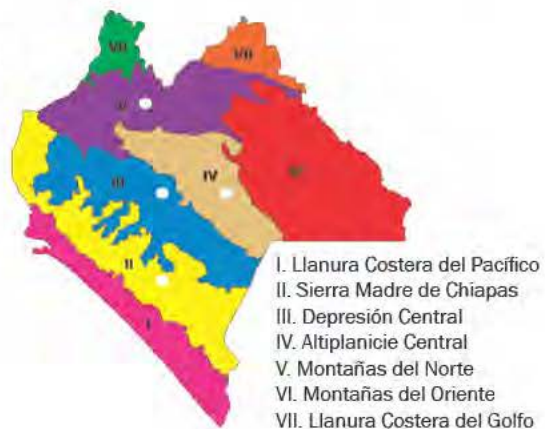 VII
VII
V
III
IV
VI
II
I
I. Llanura Costera del Pacífico
II. Sierra Madre de Chiapas
III. Depresión Central
IV. Altiplanicie Central
V. Montañas del Norte
VI. Montañas del Oriente
VII. Llanura Costera del Golfo